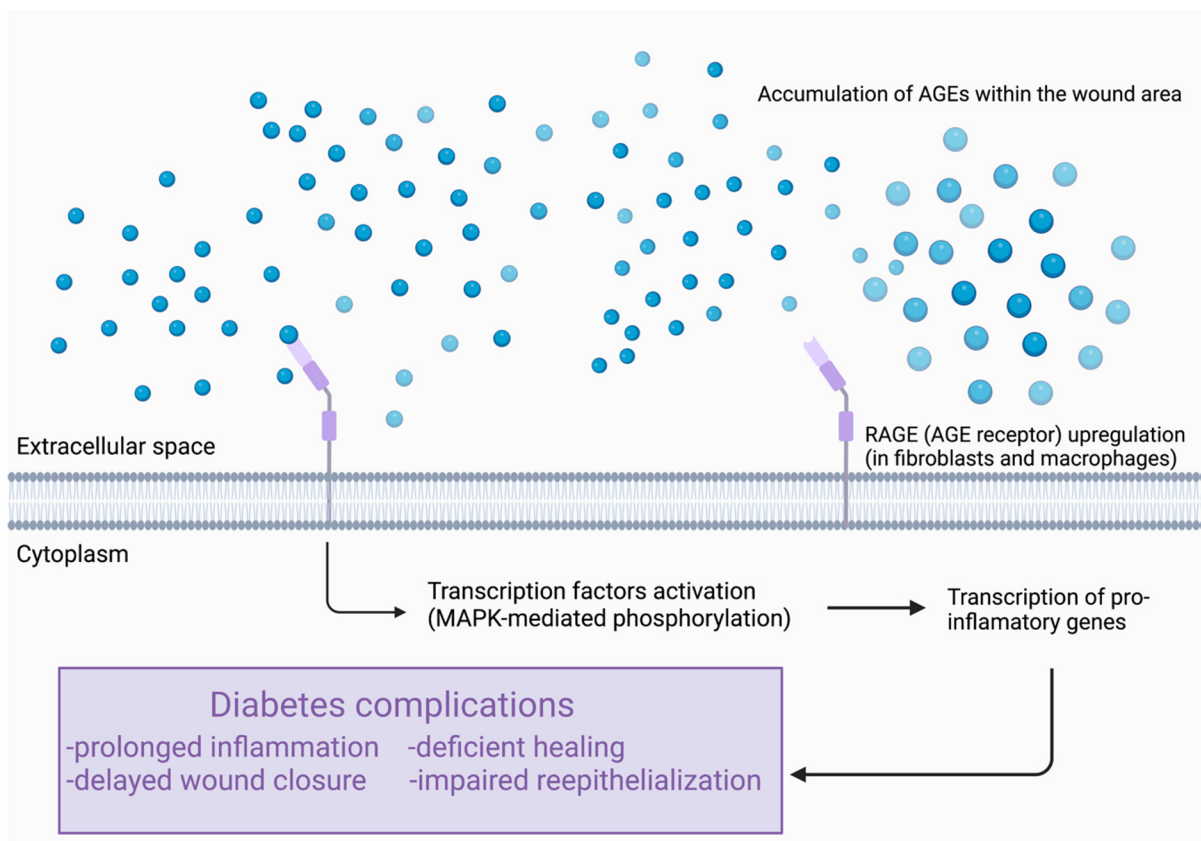 Accumulation of AGEs within the wound area
Extracellular space
RAGE (AGE receptor) upregulation
(in fibroblasts and macrophages)
Cytoplasm
Transcription factors activation
(MAPK-mediated phosphorylation)
Transcription of pro-
inflamatory genes
Diabetes complications
-prolonged inflammation -deficient healing
-delayed wound closure -impaired reepithelialization